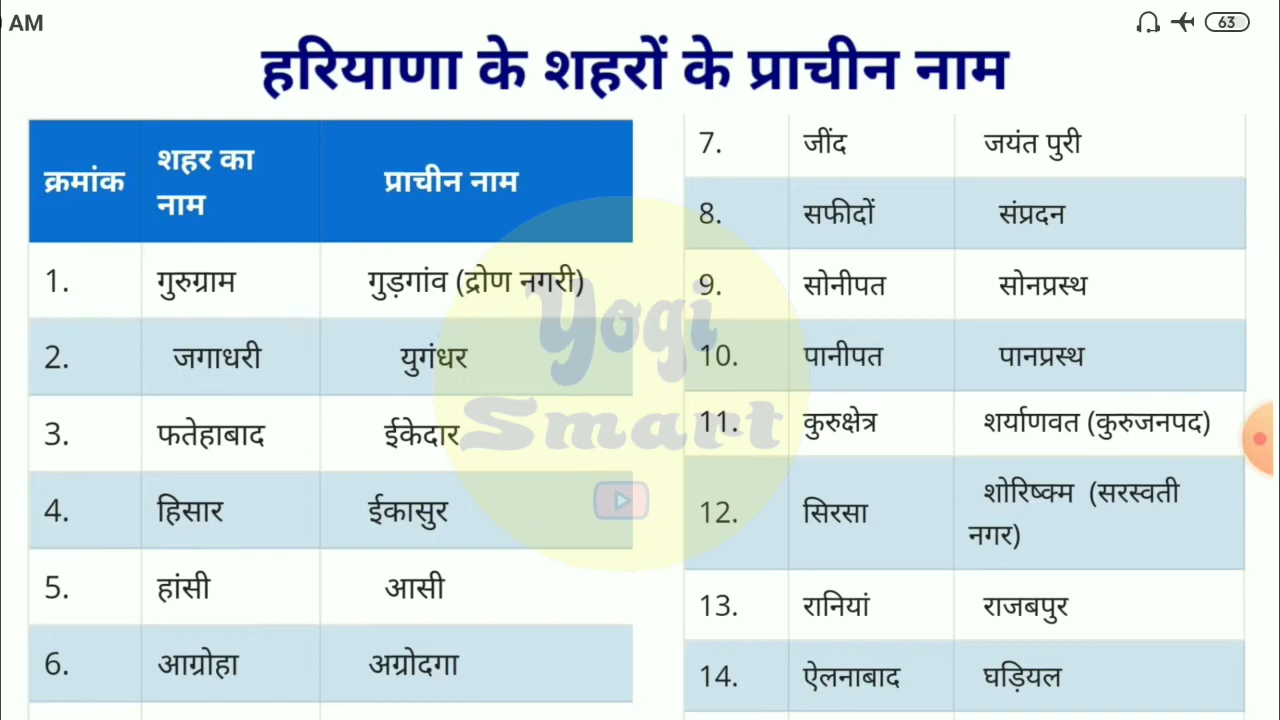 AM
63
हरियाणा के शहरों के प्राचीन नाम
क्रमांक शहर का नाम प्राचीन नाम
1. गुरुग्राम गुड़गांव (द्रोण नगरी)
2. जगाधरी युगंधर
3. फतेहाबाद ईकेदार
4. हिसार ईकासुर
5. हांसी आसी
6. आग्रोहा अग्रोदगा
7. जींद जयंत पुरी
8. सफीदों संप्रदन
9. सोनीपत सोनप्रस्थ
10. पानीपत पानप्रस्थ
11. कुरुक्षेत्र शर्याणवत (कुरुजनपद)
12. सिरसा शोरिष्क्म (सरस्वती
नगर)
13. रानियां राजबपुर
14. ऐलनाबाद घड़ियल
Yogi
Smart